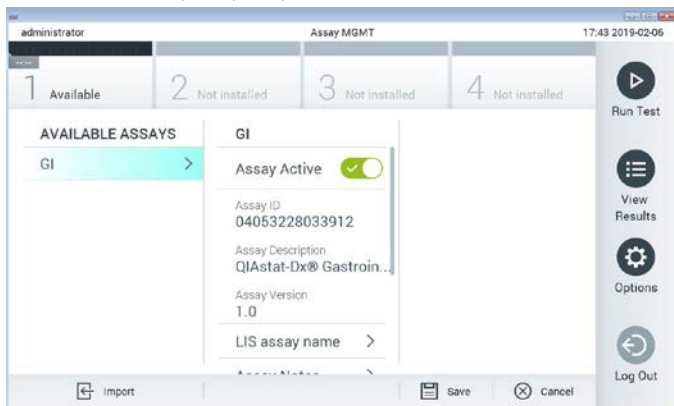 administrator Assay MGMT 17:43 2019-02-06
1 Available 2 Not installed 3 Not installed 4 Not installed
Run Test
AVAILABLE ASSAYS GI
GI Assay Active
Assay ID
04053228033912
View
Results
Assay Description
QIAstat-Dx® Gastroin...
Options
Assay Version
1.0
LIS assay name
Assay Notes
Log Out
Import Save Cancel